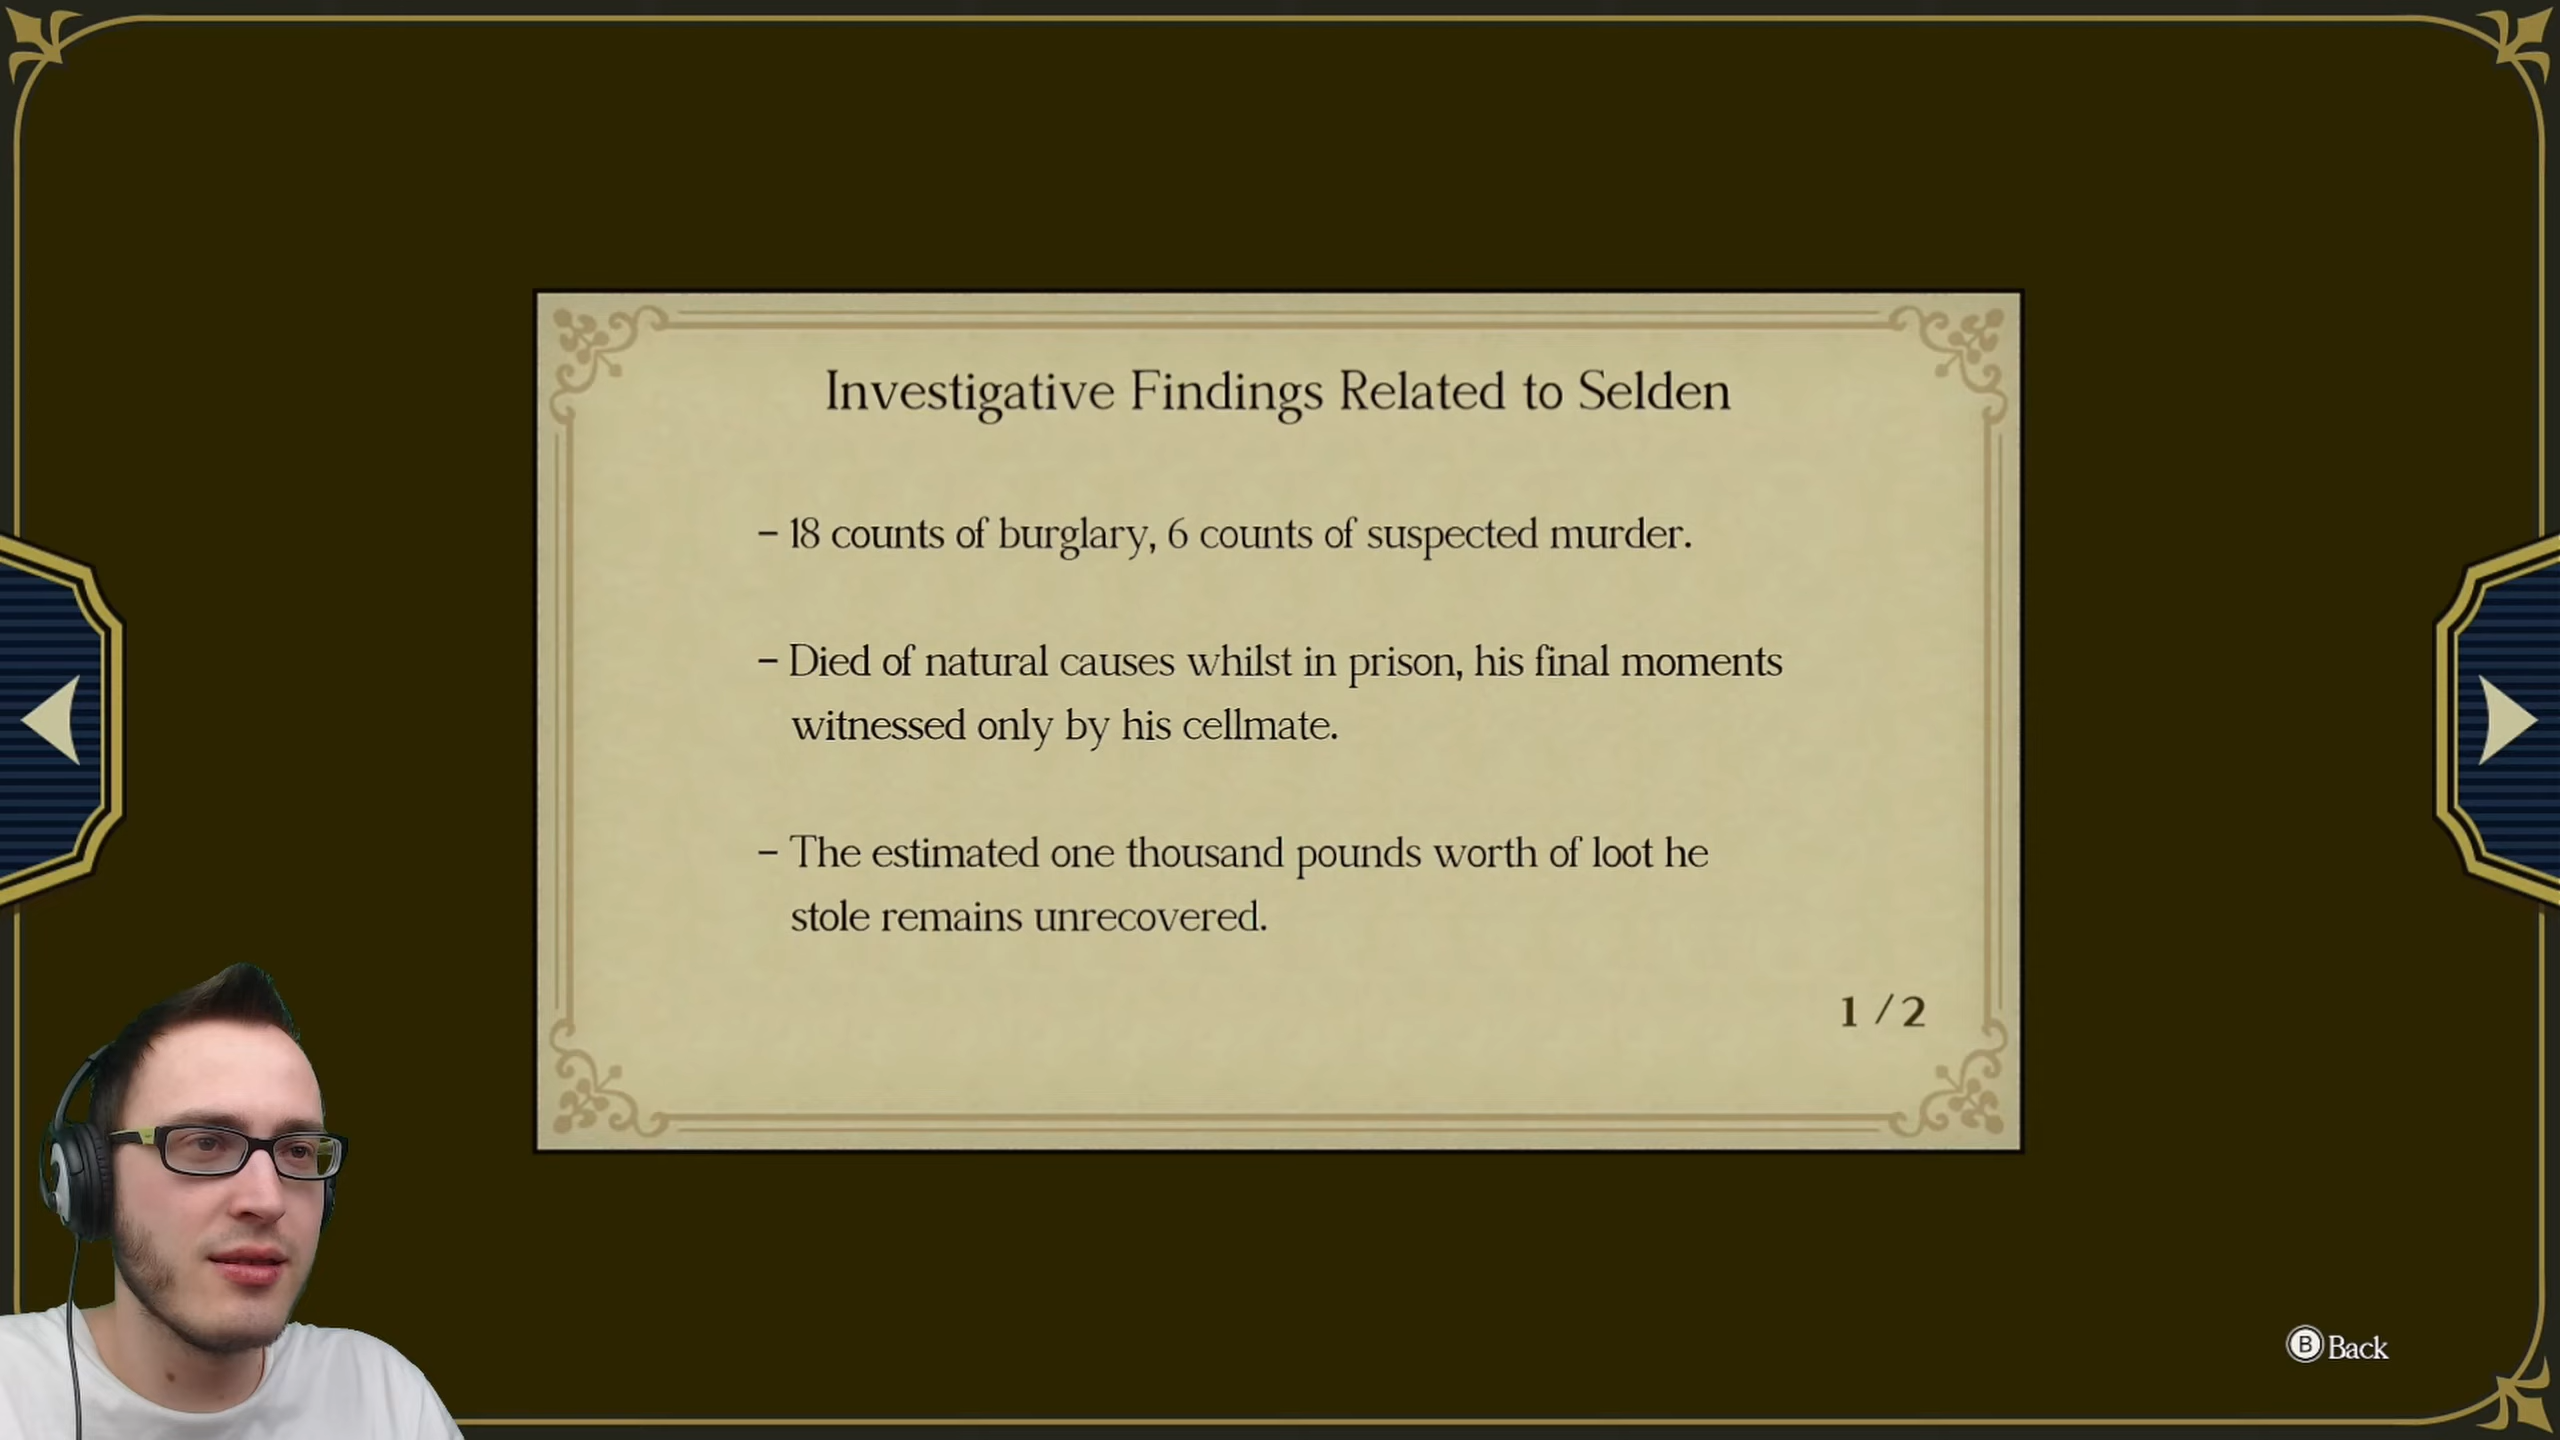 Investigative Findings Related to Selden
– 18 counts of burglary, 6 counts of suspected murder.
– Died of natural causes whilst in prison, his final moments
witnessed only by his cellmate.
– The estimated one thousand pounds worth of loot he
stole remains unrecovered.
1 / 2
B Back